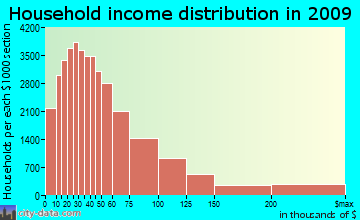 Household income distribution in 2009
Households per each $1000 section
4200
3500
2800
2100
1400
700
0
0 10 20 30 40 50 60 75 100 125 150 200 $max
in thousands of $
city-data.com